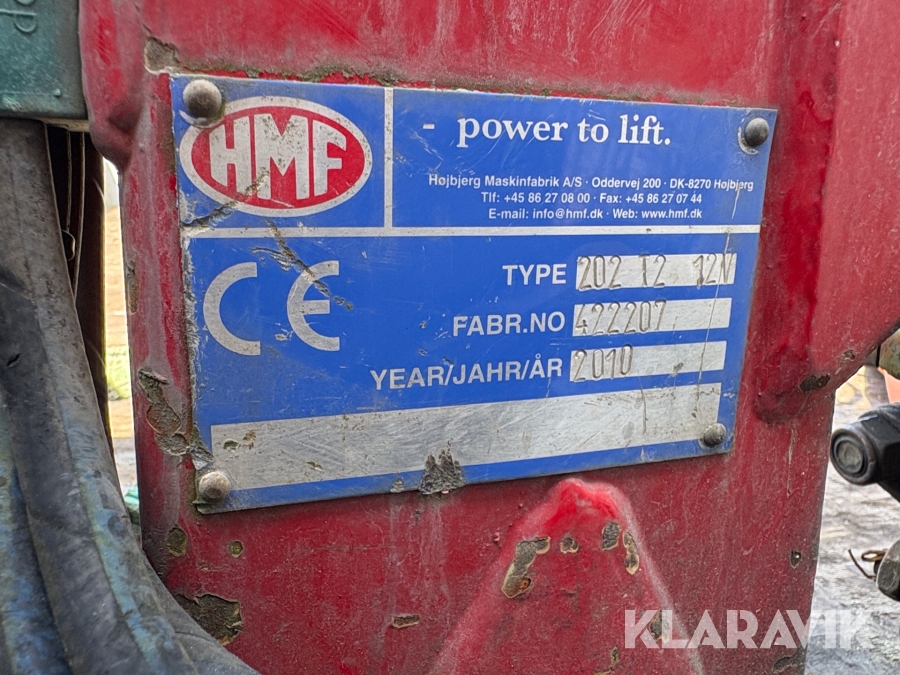 OP
HMF
- power to lift.
Højbjerg Maskinfabrik A/S · Oddervej 200 · DK-8270 Højbjerg
Tlf: +45 86 27 08 00 · Fax: +45 86 27 07 44
E-mail: info@hmf.dk · Web: www.hmf.dk
CE
TYPE 202 T2 12V
FABR.NO 422207
YEAR/JAHR/ÅR 2010
KLARAVIK